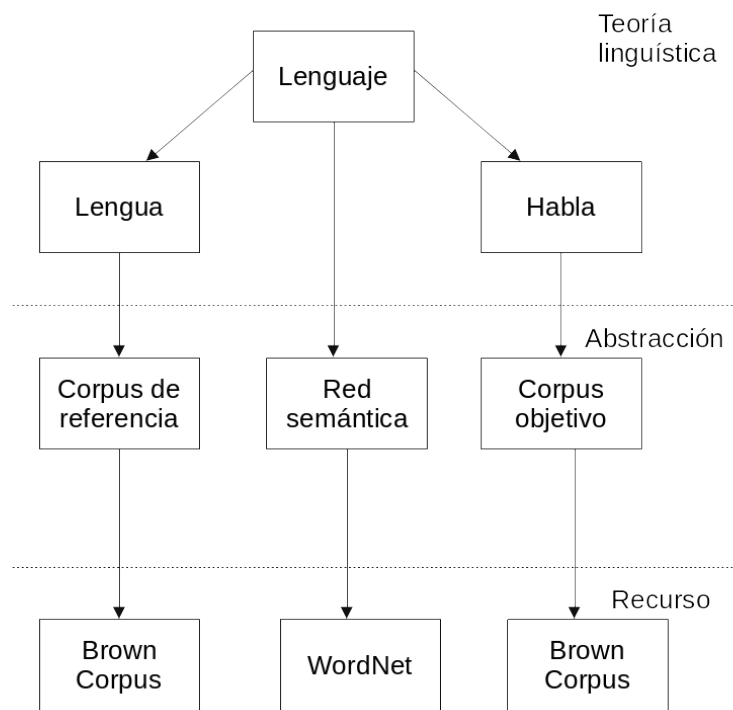 Teoría
lingüística
Lenguaje
Lengua
Habla
Abstracción
Corpus de
referencia
Red
semántica
Corpus
objetivo
Recurso
Brown
Corpus
WordNet
Brown
Corpus